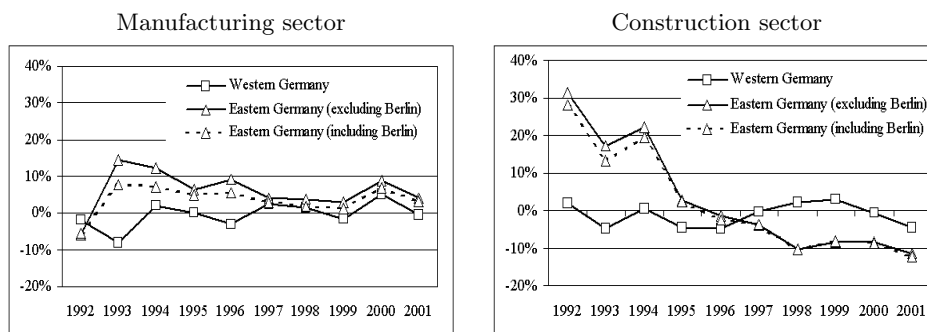 Manufacturing sector
40%
30%
20%
10%
0%
-10%
-20%
Western Germany
Eastern Germany (excluding Berlin)
Eastern Germany (including Berlin)
1992 1993 1994 1995 1996 1997 1998 1999 2000 2001
Construction sector
40%
30%
20%
10%
0%
-10%
-20%
Western Germany
Eastern Germany (excluding Berlin)
Eastern Germany (including Berlin)
1992 1993 1994 1995 1996 1997 1998 1999 2000 2001